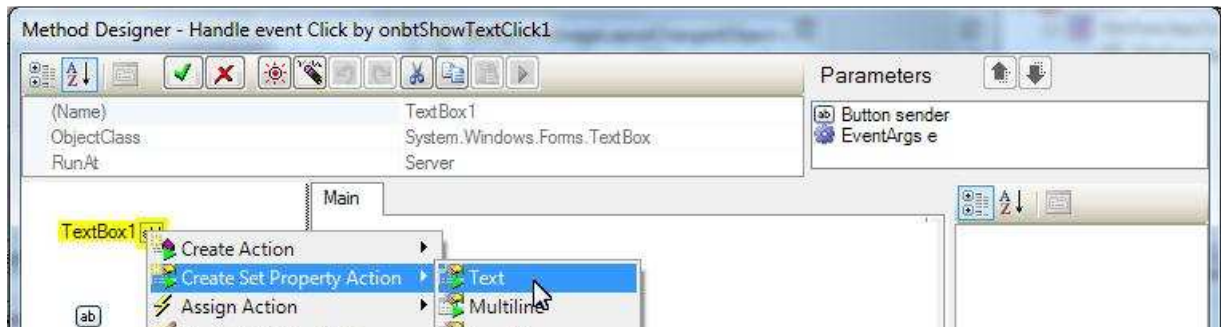 Method Designer - Handle event Click by onbtShowTextClick1
Parameters
(Name) TextBox1
ObjectClass System.Windows.Forms.TextBox
RunAt Server
Button sender
EventArgs e
Main
TextBox1
Create Action
Create Set Property Action
Text
Assign Action
Multiline
ab